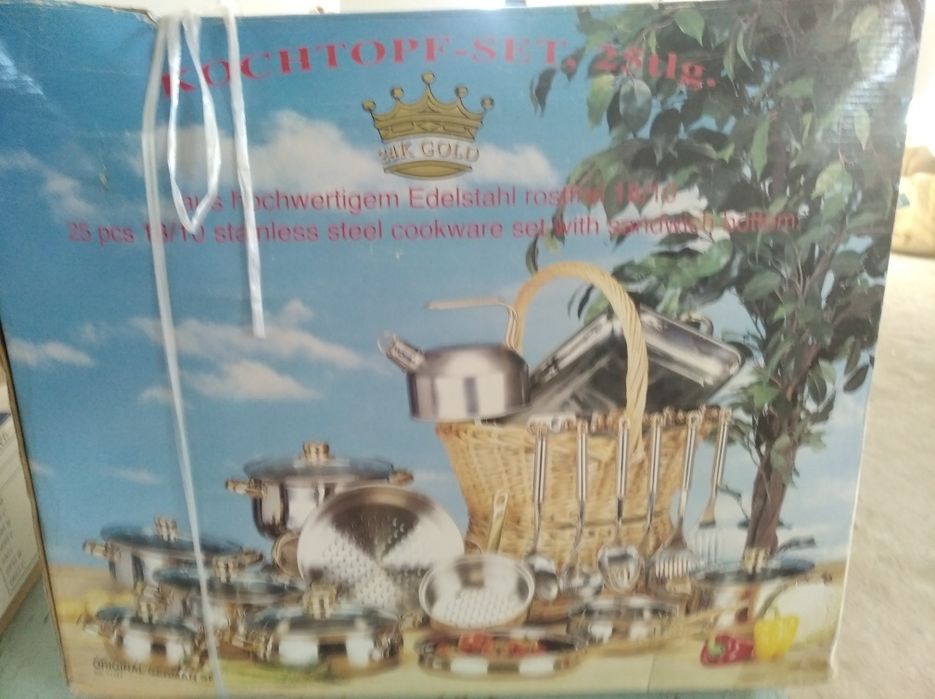 KOCHTOPF-SET, 28tlg.
24K GOLD
aus hochwertigem Edelstahl rostfrei 18/10
25 pcs 18/10 stainless steel cookware set with sandwich bottom
ORIGINAL GERMAN